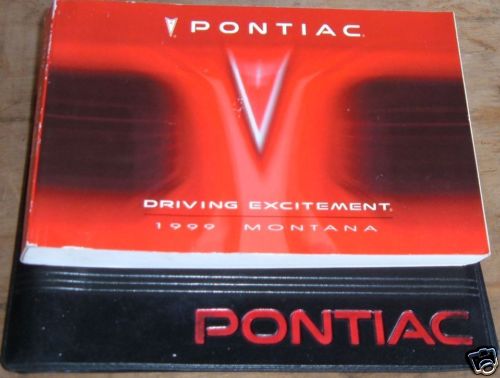 PONTIAC
DRIVING EXCITEMENT
1999 MONTANA
PONTIAC